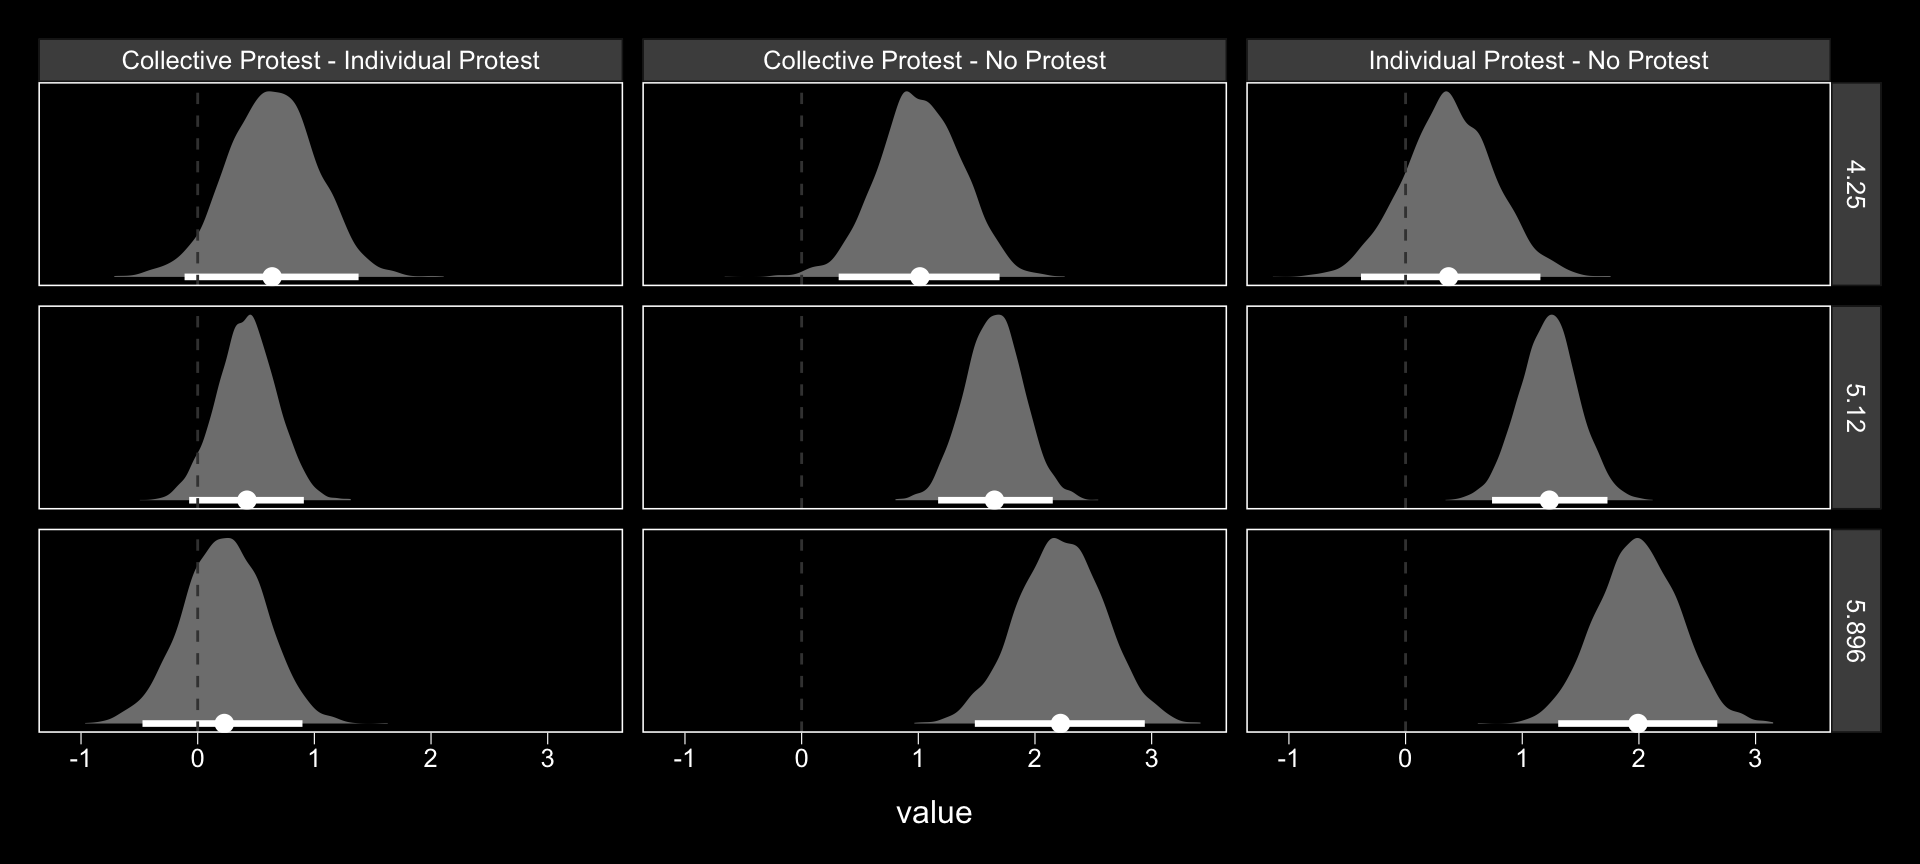 Collective Protest - Individual Protest
Collective Protest - No Protest
Individual Protest - No Protest
4.25
5.12
5.896
-1 0 1 2 3
-1 0 1 2 3
-1 0 1 2 3
value